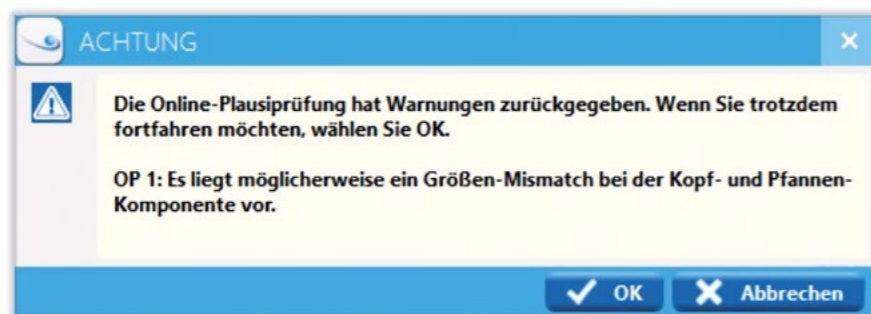 ACHTUNG
Die Online-Plausiprüfung hat Warnungen zurückgegeben. Wenn Sie trotzdem
fortfahren möchten, wählen Sie OK.
OP 1: Es liegt möglicherweise ein Größen-Mismatch bei der Kopf- und Pfannen-
Komponente vor.
OK Abbrechen